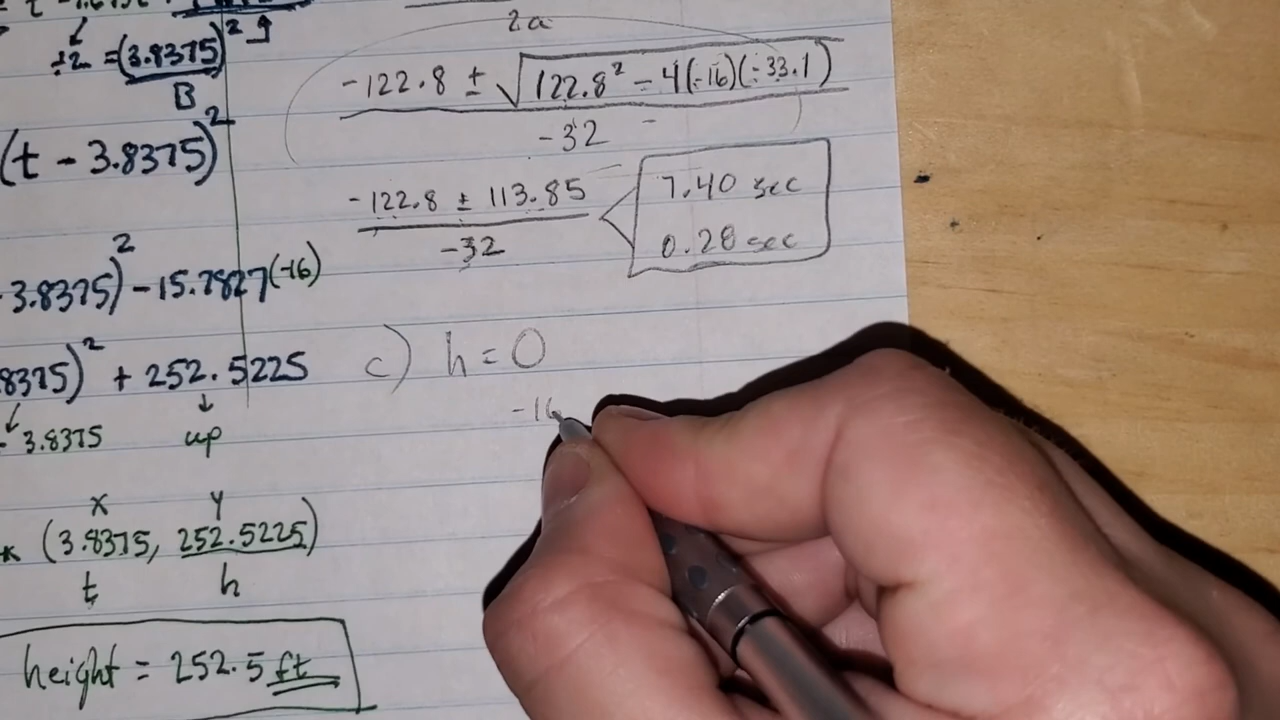 ÷2 = (3.8375)²
B
(t - 3.8375)²
3.8375)² - 15.7827(-16)
8375)² + 252.5225
- 3.8375 up
x y
(3.8375, 252.5225)
t h
height = 252.5 ft
2a
-122.8 ± √122.8² - 4(-16)(-33.1)
-32
-122.8 ± 113.85
-32
7.40 sec
0.28 sec
c) h = 0
-16